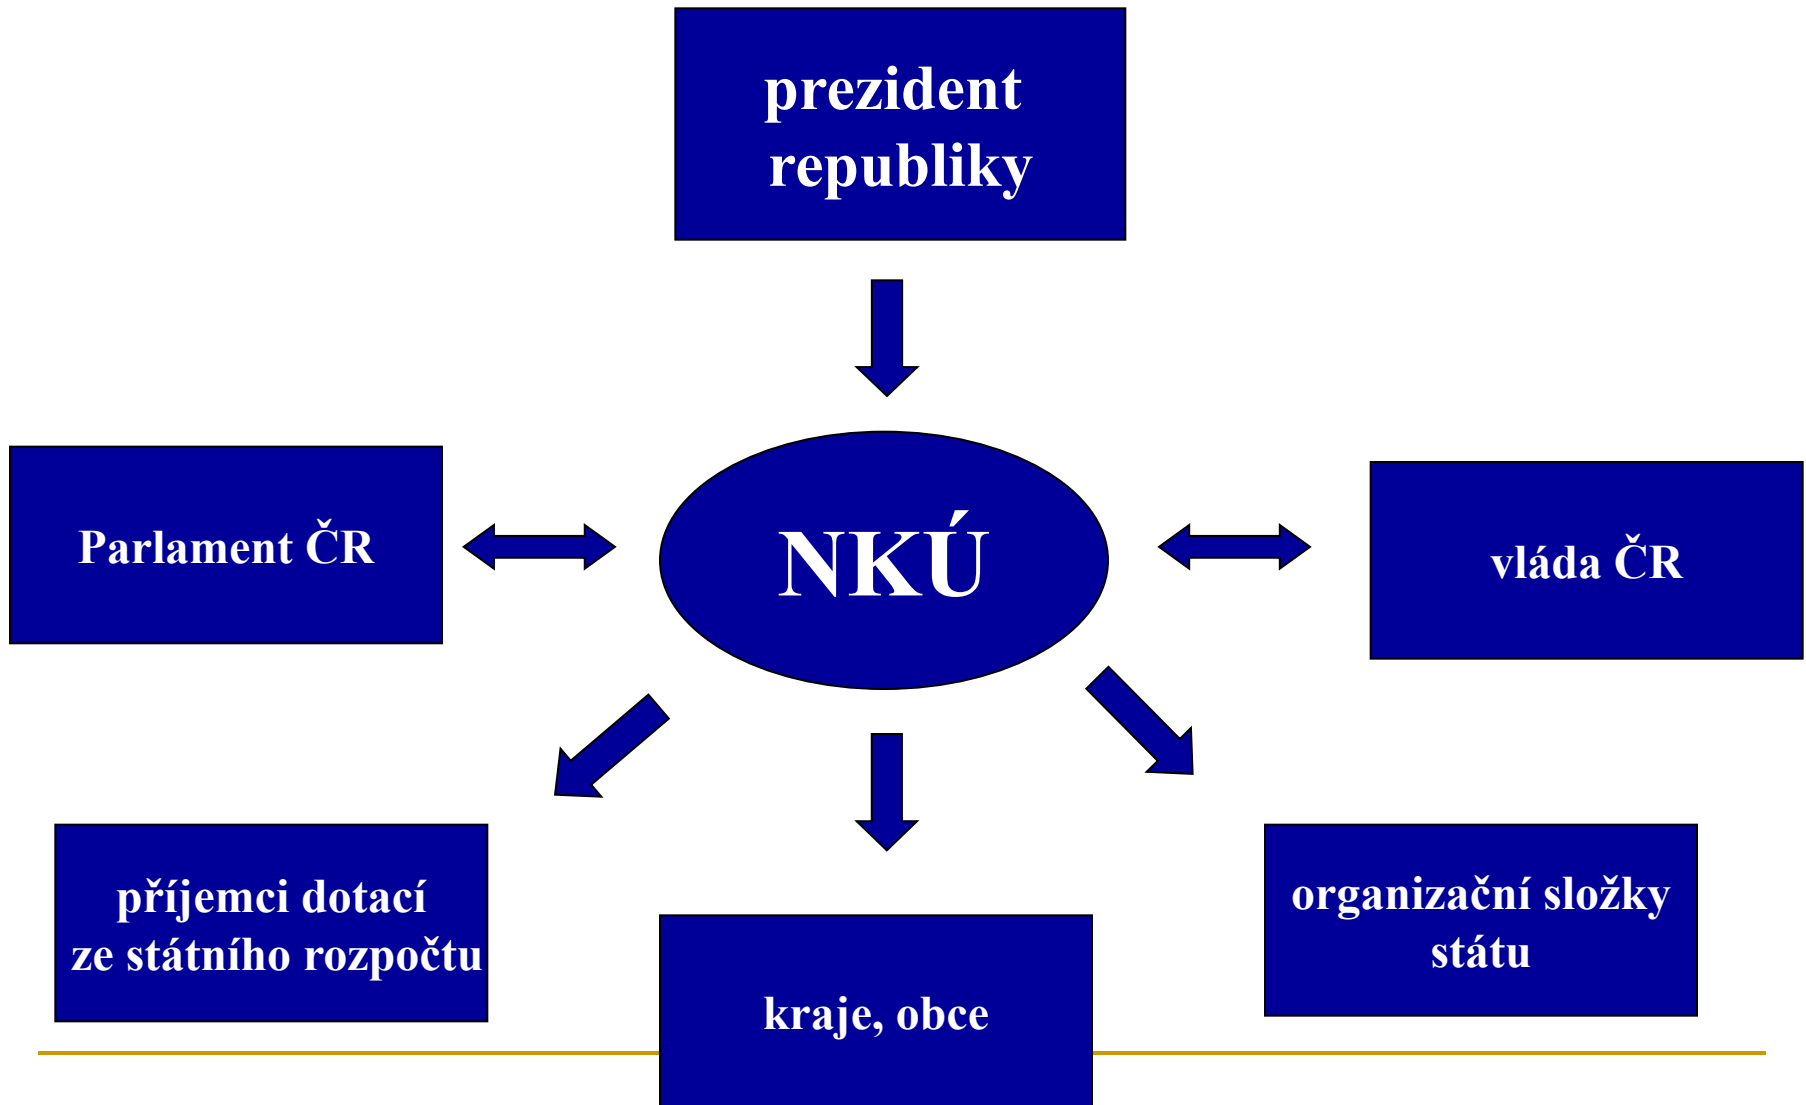 prezident
republiky
Parlament ČR
NKÚ
vláda ČR
příjemci dotací
ze státního rozpočtu
kraje, obce
organizační složky
státu